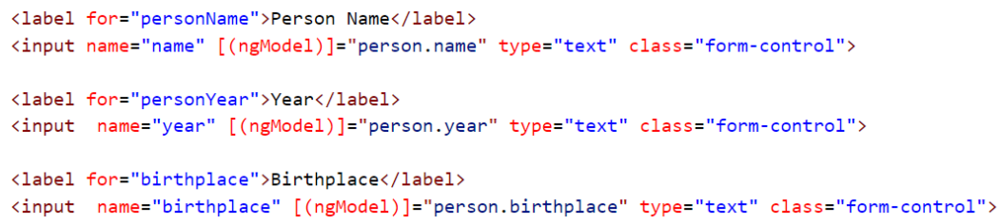 <label for="personName">Person Name</label>
<input name="name" [(ngModel)]="person.name" type="text" class="form-control">
<label for="personYear">Year</label>
<input  name="year" [(ngModel)]="person.year" type="text" class="form-control">
<label for="birthplace">Birthplace</label>
<input  name="birthplace" [(ngModel)]="person.birthplace" type="text" class="form-control">